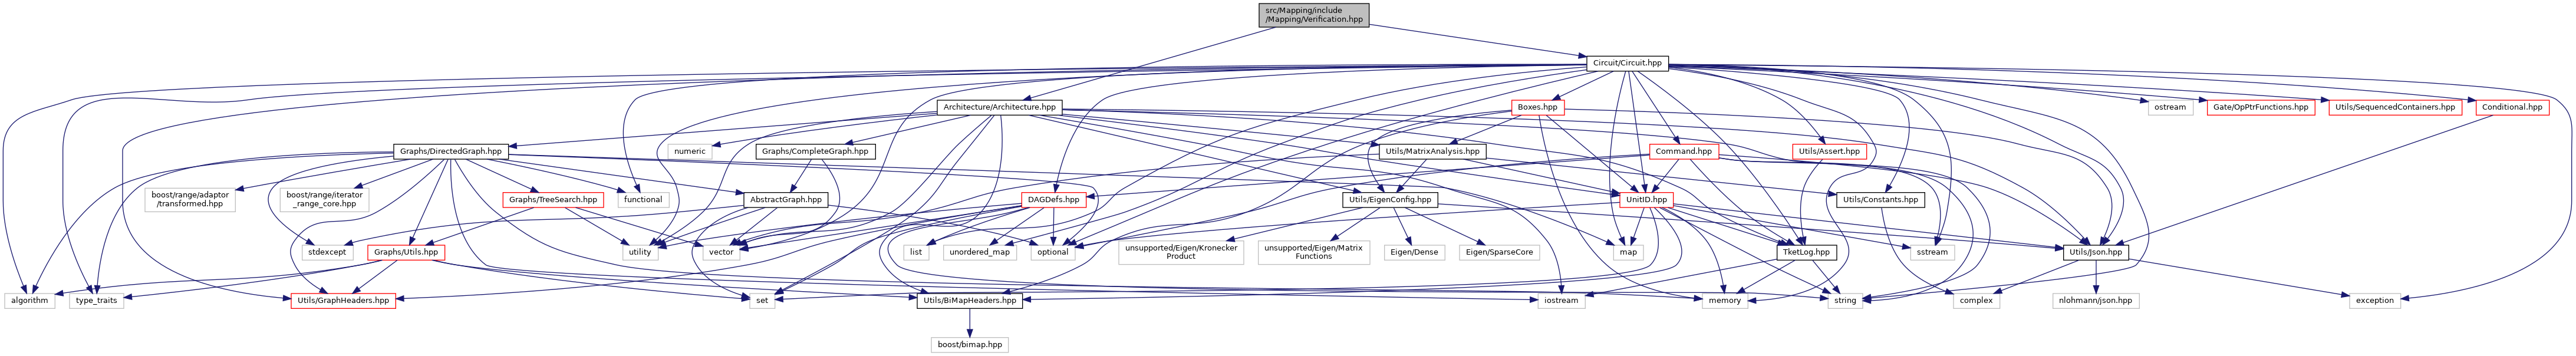 src/Mapping/include
/Mapping/Verification.hpp
Circuit/Circuit.hpp
Architecture/Architecture.hpp
Boxes.hpp
ostream
Gate/OpPtrFunctions.hpp
Utils/SequencedContainers.hpp
Conditional.hpp
Graphs/DirectedGraph.hpp
numeric
Graphs/CompleteGraph.hpp
Utils/MatrixAnalysis.hpp
Command.hpp
Utils/Assert.hpp
boost/range/adaptor
/transformed.hpp
boost/range/iterator
_range_core.hpp
Graphs/TreeSearch.hpp
functional
AbstractGraph.hpp
DAGDefs.hpp
Utils/EigenConfig.hpp
UnitID.hpp
Utils/Constants.hpp
stdexcept
Graphs/Utils.hpp
utility
vector
list
unordered_map
optional
unsupported/Eigen/Kronecker
Product
unsupported/Eigen/Matrix
Functions
Eigen/Dense
Eigen/SparseCore
map
TketLog.hpp
sstream
Utils/Json.hpp
algorithm
type_traits
Utils/GraphHeaders.hpp
set
Utils/BiMapHeaders.hpp
iostream
memory
string
complex
nlohmann/json.hpp
exception
boost/bimap.hpp